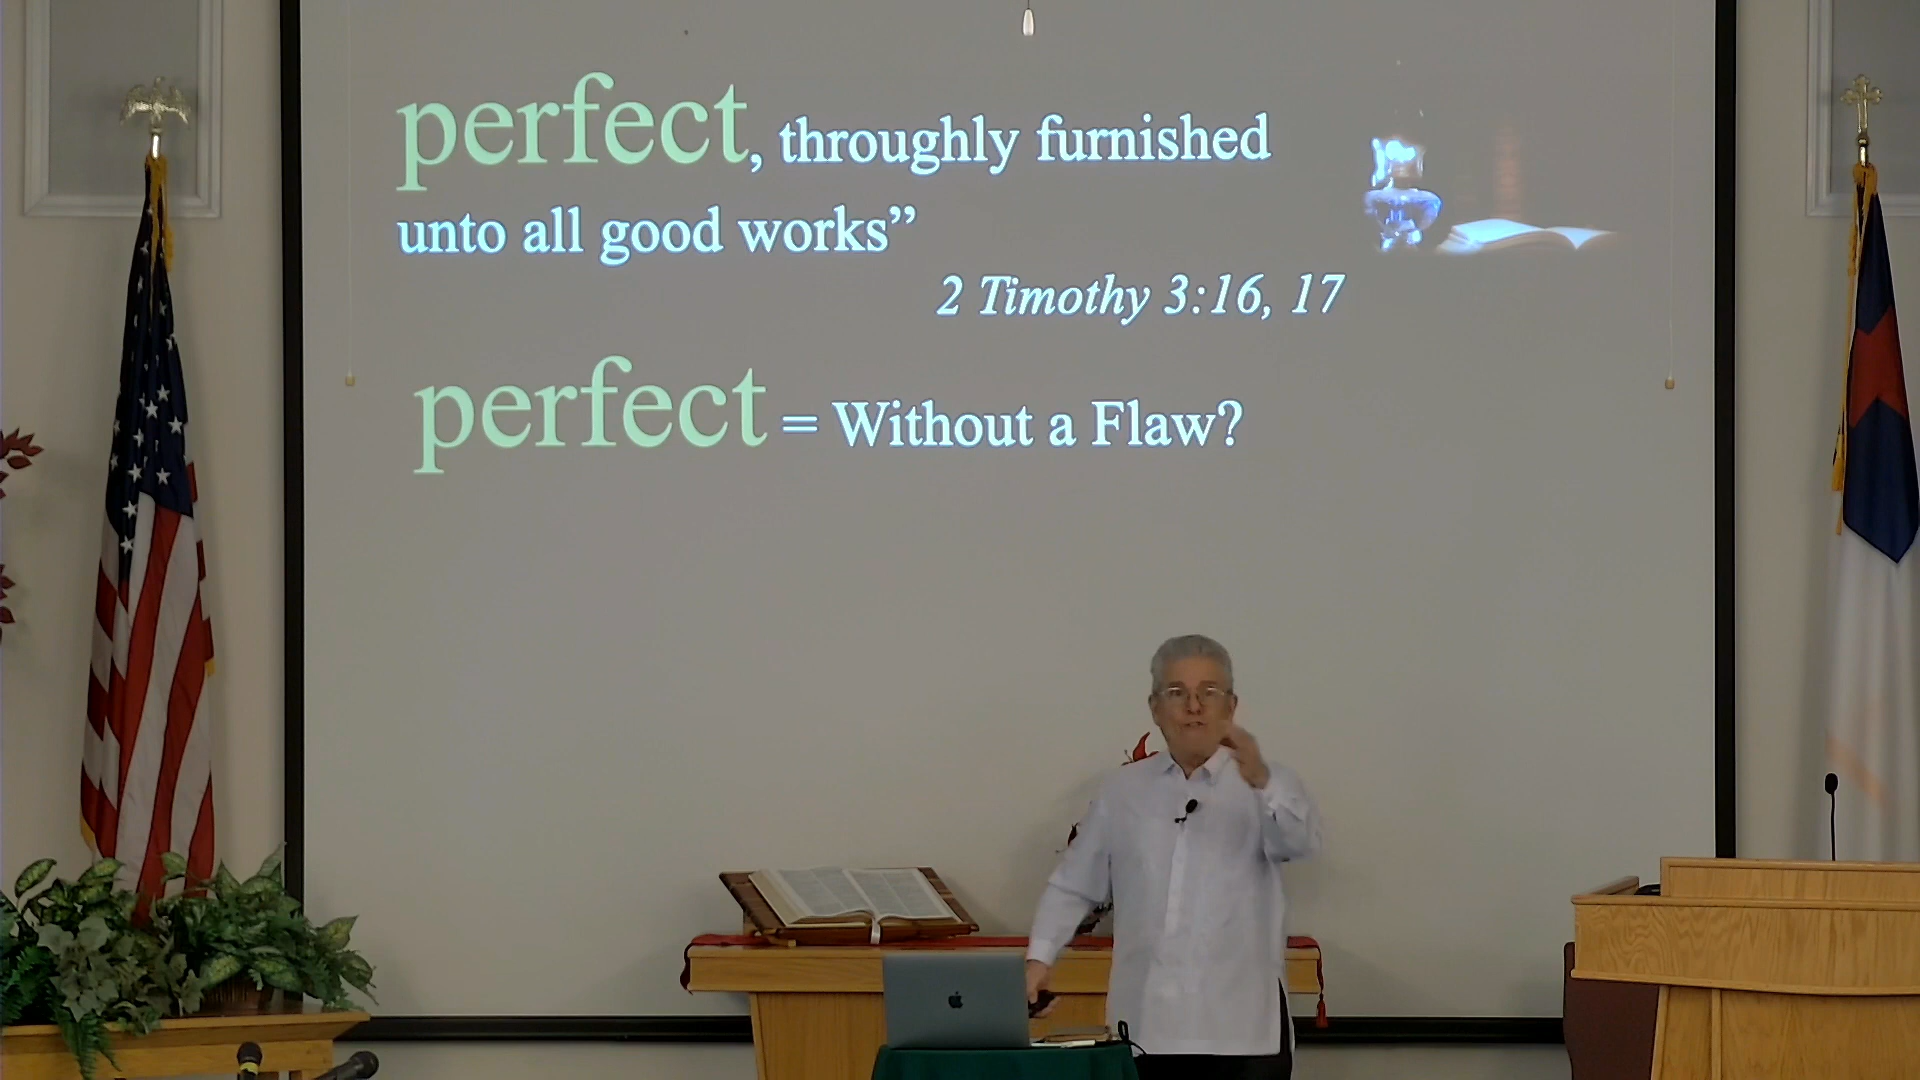 perfect, throughly furnished
unto all good works”
2 Timothy 3:16, 17
perfect = Without a Flaw?